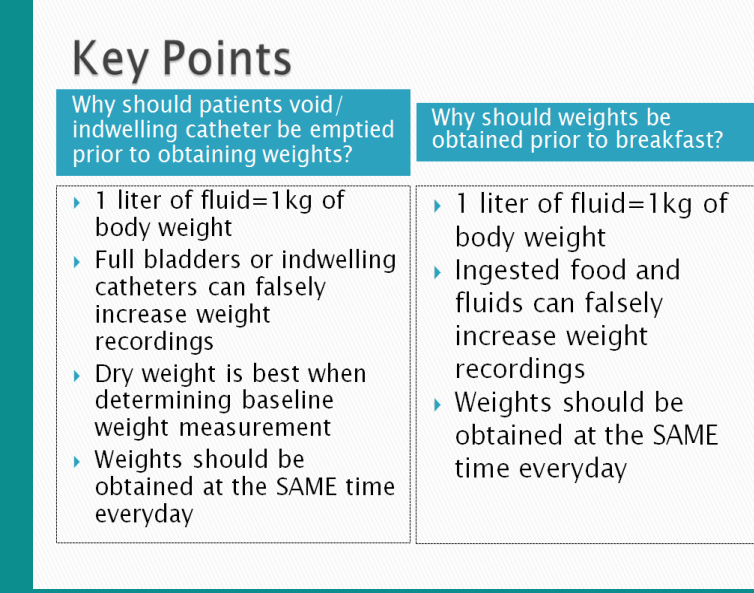 Key Points
Why should patients void/
indwelling catheter be emptied
prior to obtaining weights?
1 liter of fluid=1kg of
body weight
Full bladders or indwelling
catheters can falsely
increase weight
recordings
Dry weight is best when
determining baseline
weight measurement
Weights should be
obtained at the SAME time
everyday
Why should weights be
obtained prior to breakfast?
1 liter of fluid=1kg of
body weight
Ingested food and
fluids can falsely
increase weight
recordings
Weights should be
obtained at the SAME
time everyday